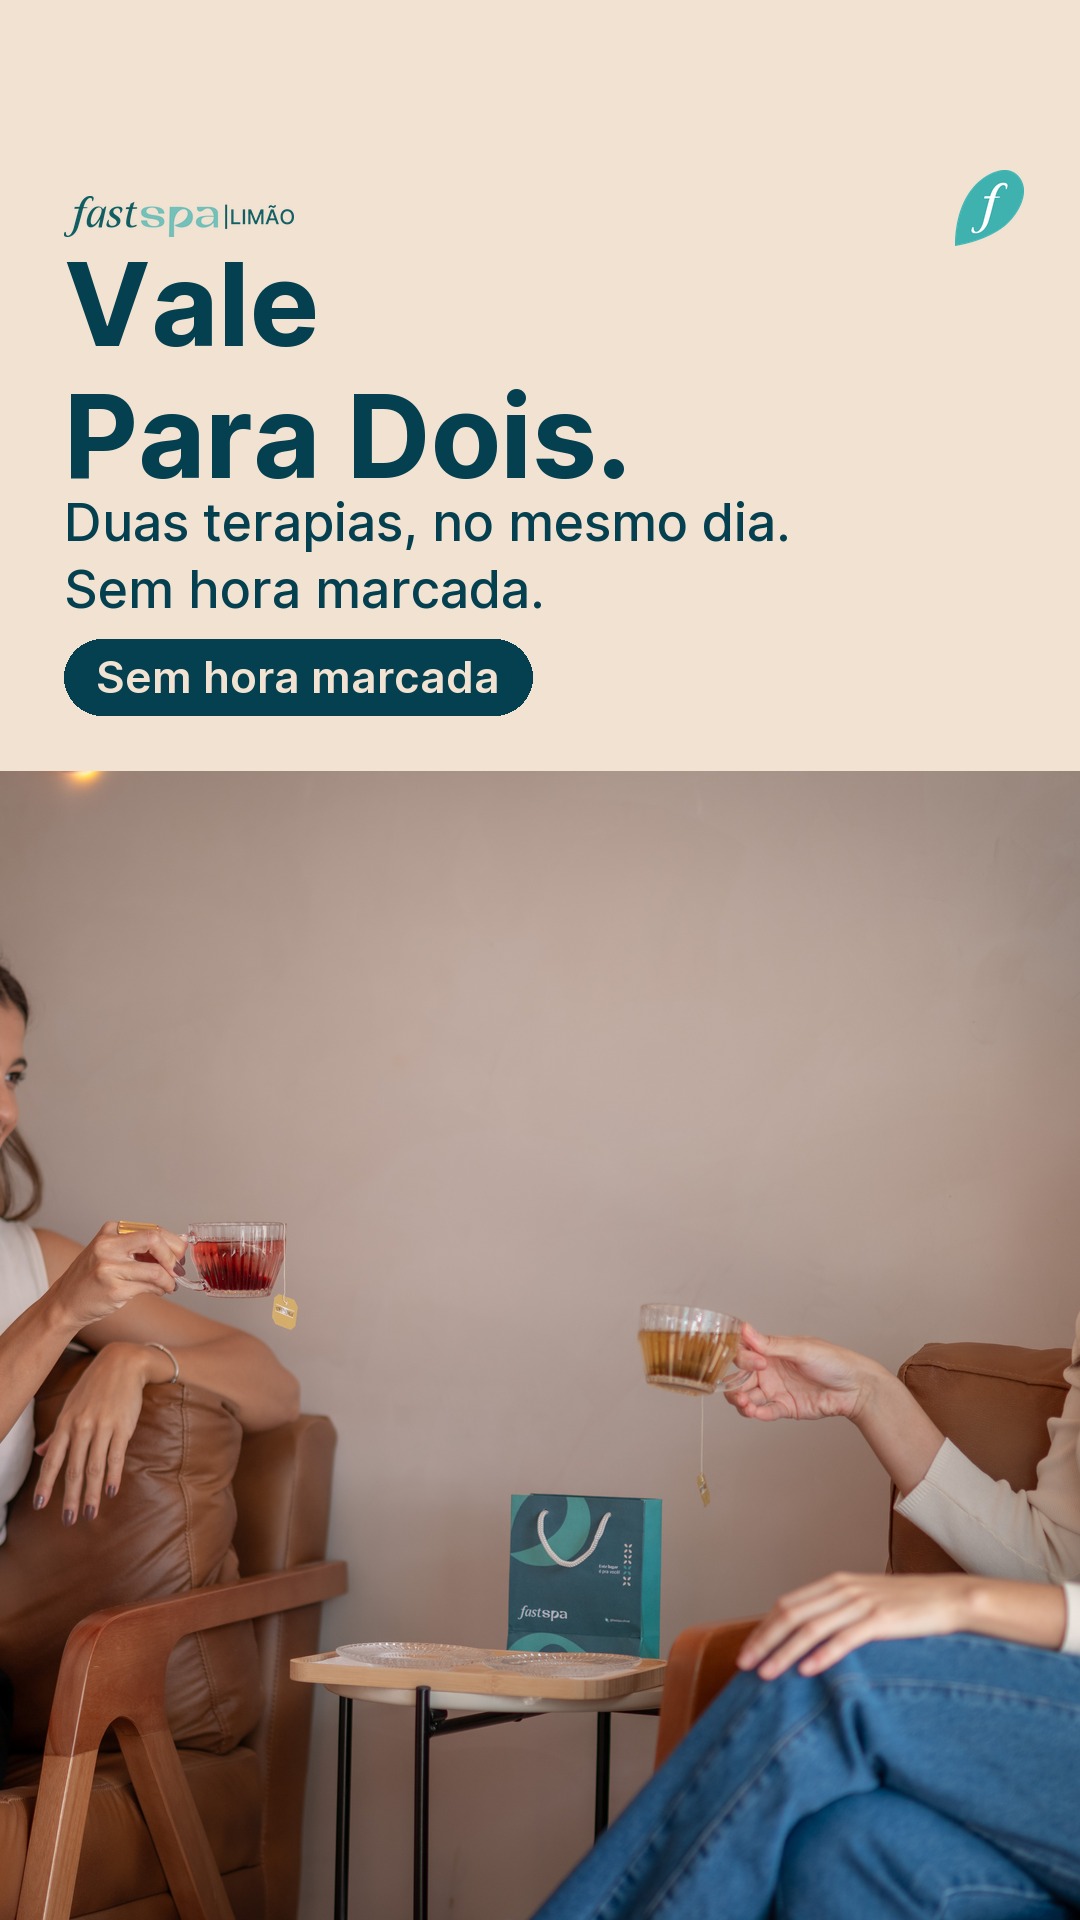 fastspa|LIMÃO
f
Vale
Para Dois.
Duas terapias, no mesmo dia.
Sem hora marcada.
Sem hora marcada
fastspa